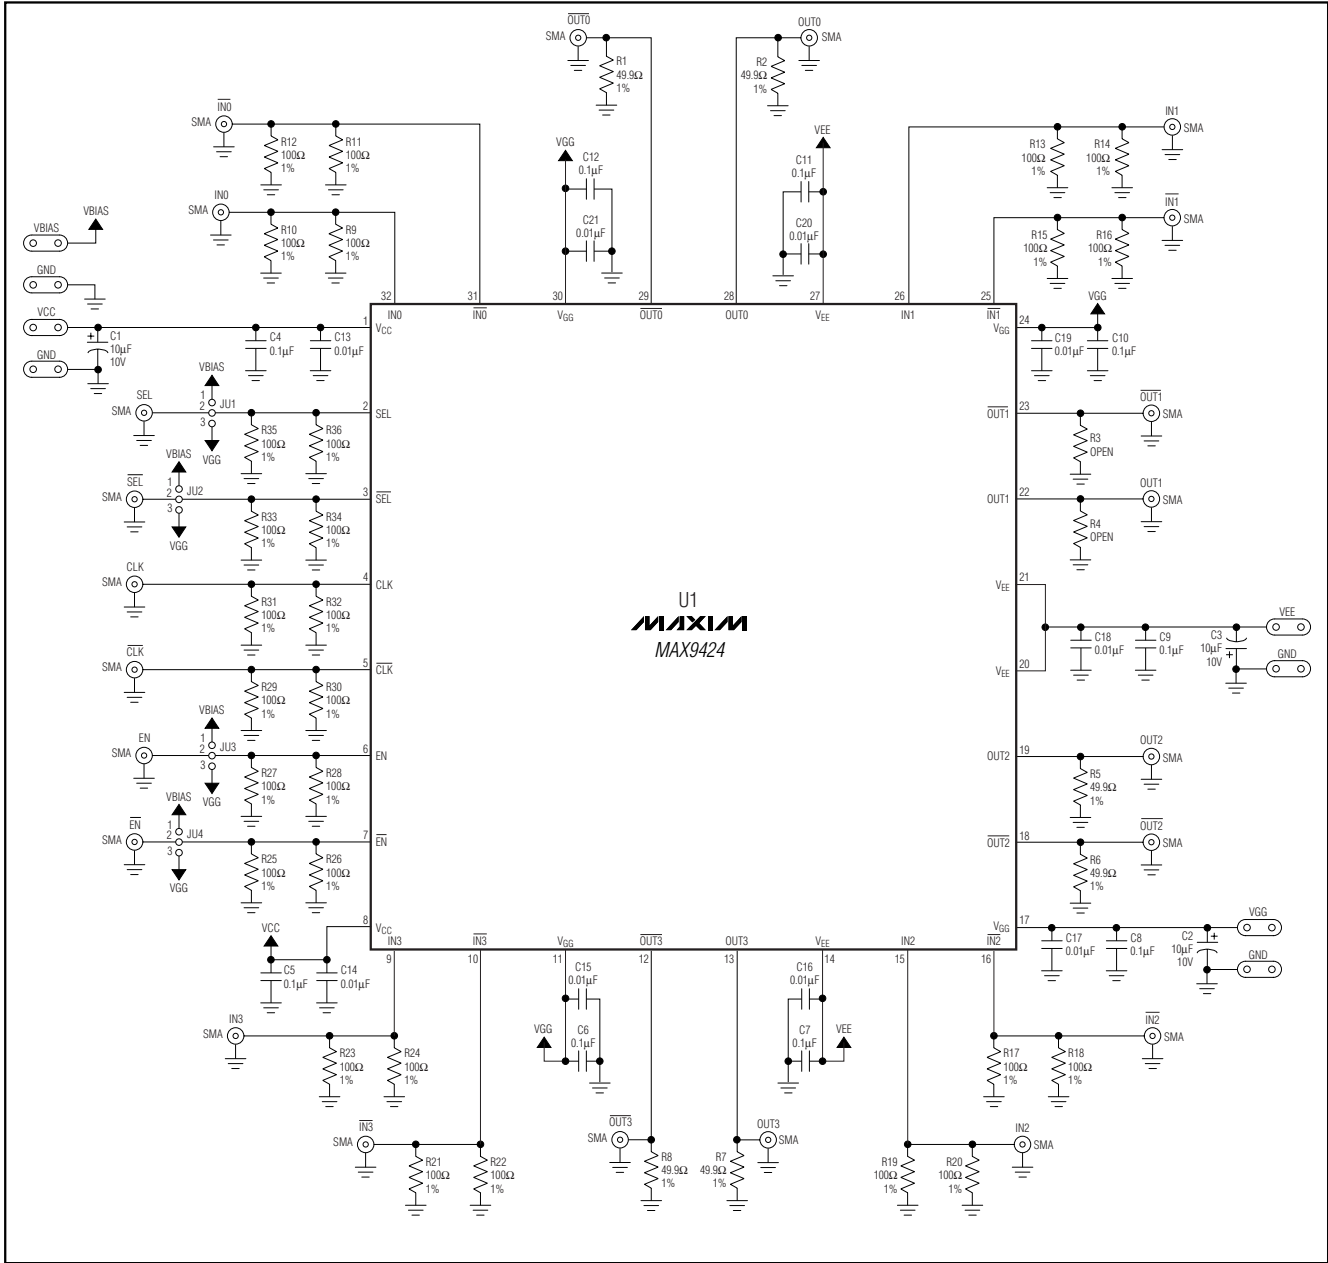 OUT0
SMA
R1
49.9Ω
1%
OUT0
SMA
R2
49.9Ω
1%
IN0
SMA
R12
100Ω
1%
R11
100Ω
1%
VGG
C12
0.1µF
C21
0.01µF
VEE
C11
0.1µF
C20
0.01µF
IN1
SMA
R13
100Ω
1%
R14
100Ω
1%
IN0
SMA
R10
100Ω
1%
R9
100Ω
1%
IN1
SMA
R15
100Ω
1%
R16
100Ω
1%
VBIAS
VBIAS
GND
VCC
GND
C1
+
10µF
10V
C4
0.1µF
C13
0.01µF
32
31
30
29
28
27
26
25
IN0
IN0
VGG
OUT0
OUT0
VEE
IN1
IN1
1
VCC
VGG
24
VGG
C19
0.01µF
C10
0.1µF
SEL
SMA
VBIAS
1
2
3
JU1
VGG
R35
100Ω
1%
R36
100Ω
1%
2
SEL
OUT1
23
OUT1
SMA
R3
OPEN
SEL
SMA
VBIAS
1
2
3
JU2
VGG
R33
100Ω
1%
R34
100Ω
1%
3
SEL
OUT1
22
OUT1
SMA
R4
OPEN
CLK
SMA
R31
100Ω
1%
R32
100Ω
1%
4
CLK
VEE
21
U1
MAXIM
MAX9424
CLK
SMA
R29
100Ω
1%
R30
100Ω
1%
5
CLK
VEE
20
C18
0.01µF
C9
0.1µF
C3
10µF
10V
+
VEE
GND
EN
SMA
VBIAS
1
2
3
JU3
VGG
R27
100Ω
1%
R28
100Ω
1%
6
EN
OUT2
19
OUT2
SMA
R5
49.9Ω
1%
EN
SMA
VBIAS
1
2
3
JU4
VGG
R25
100Ω
1%
R26
100Ω
1%
7
EN
OUT2
18
OUT2
SMA
R6
49.9Ω
1%
VCC
C5
0.1µF
C14
0.01µF
8
VCC
VGG
17
C17
0.01µF
C8
0.1µF
C2
+
10µF
10V
VGG
GND
IN3
IN3
VGG
OUT3
OUT3
VEE
IN2
IN2
9
10
11
12
13
14
15
16
IN3
SMA
R23
100Ω
1%
R24
100Ω
1%
C15
0.01µF
VGG
C6
0.1µF
C16
0.01µF
C7
0.1µF
VEE
IN2
SMA
R17
100Ω
1%
R18
100Ω
1%
IN3
SMA
R21
100Ω
1%
R22
100Ω
1%
OUT3
SMA
R8
49.9Ω
1%
OUT3
SMA
R7
49.9Ω
1%
IN2
SMA
R19
100Ω
1%
R20
100Ω
1%